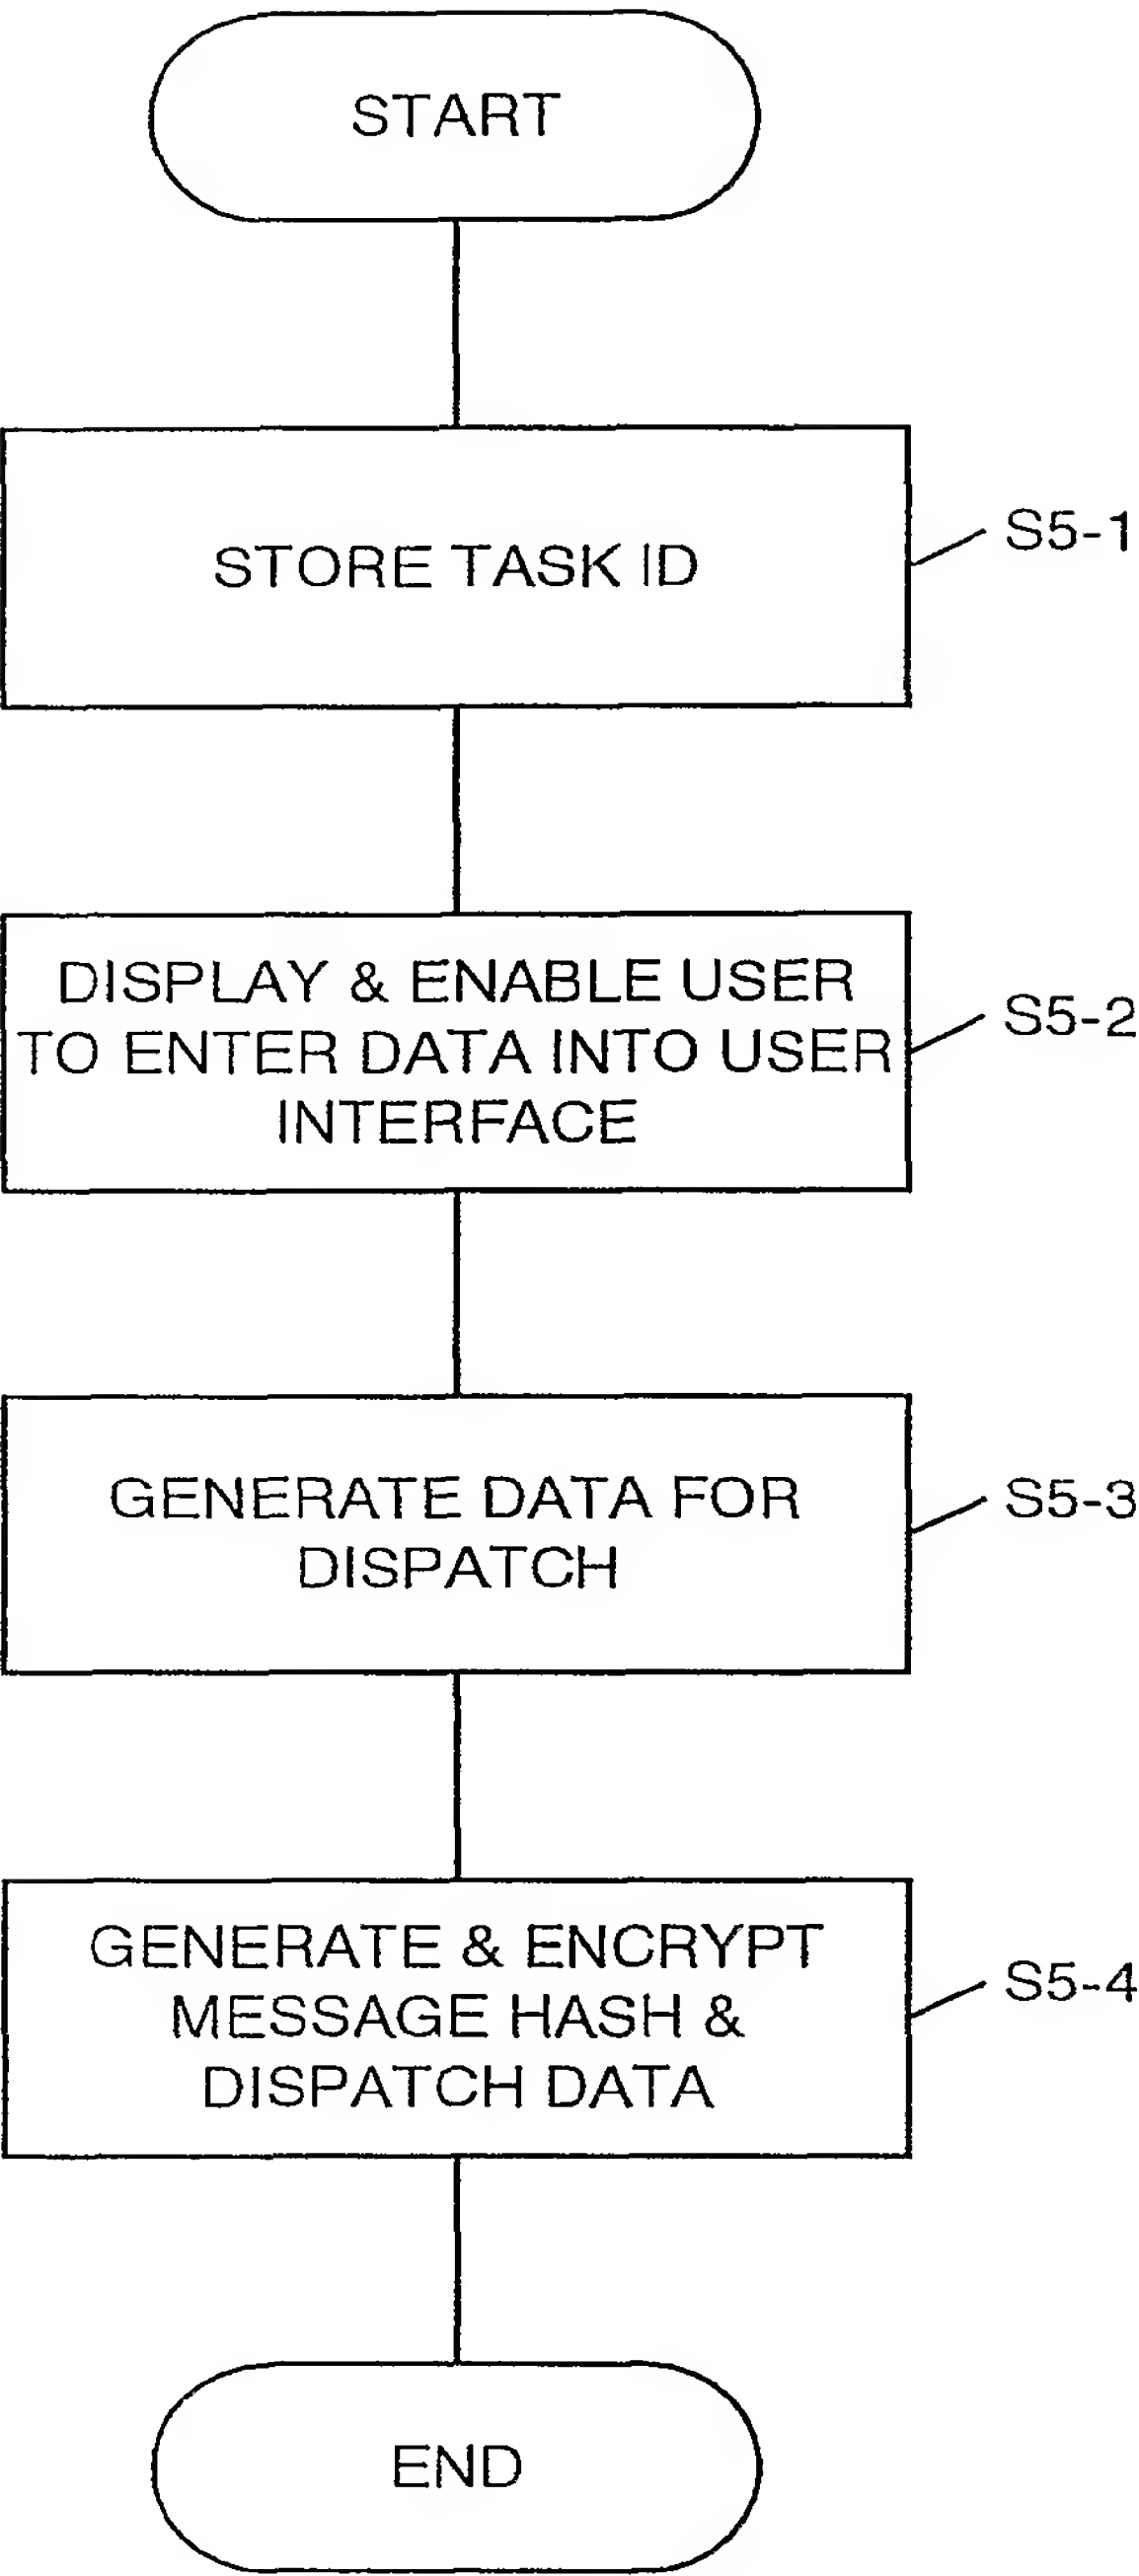 START
STORE TASK ID
S5-1
DISPLAY & ENABLE USER
TO ENTER DATA INTO USER
INTERFACE
S5-2
GENERATE DATA FOR
DISPATCH
S5-3
GENERATE & ENCRYPT
MESSAGE HASH &
DISPATCH DATA
S5-4
END